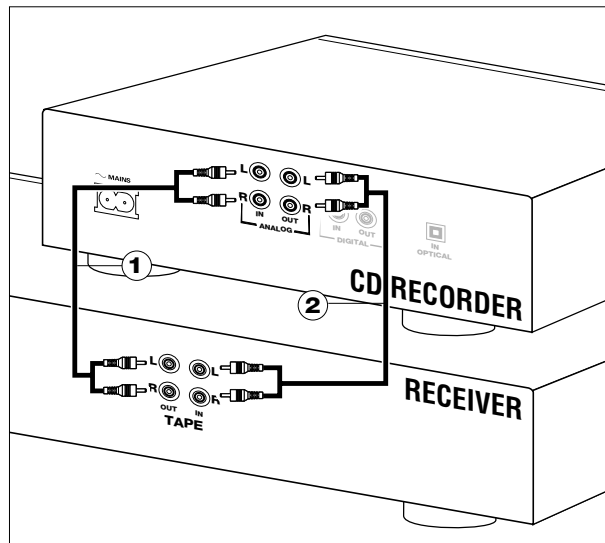 ~ MAINS
L L
R R
IN OUT
ANALOG
IN OUT
DIGITAL
IN
OPTICAL
1
2
CD RECORDER
L L
R R
OUT IN
TAPE
RECEIVER